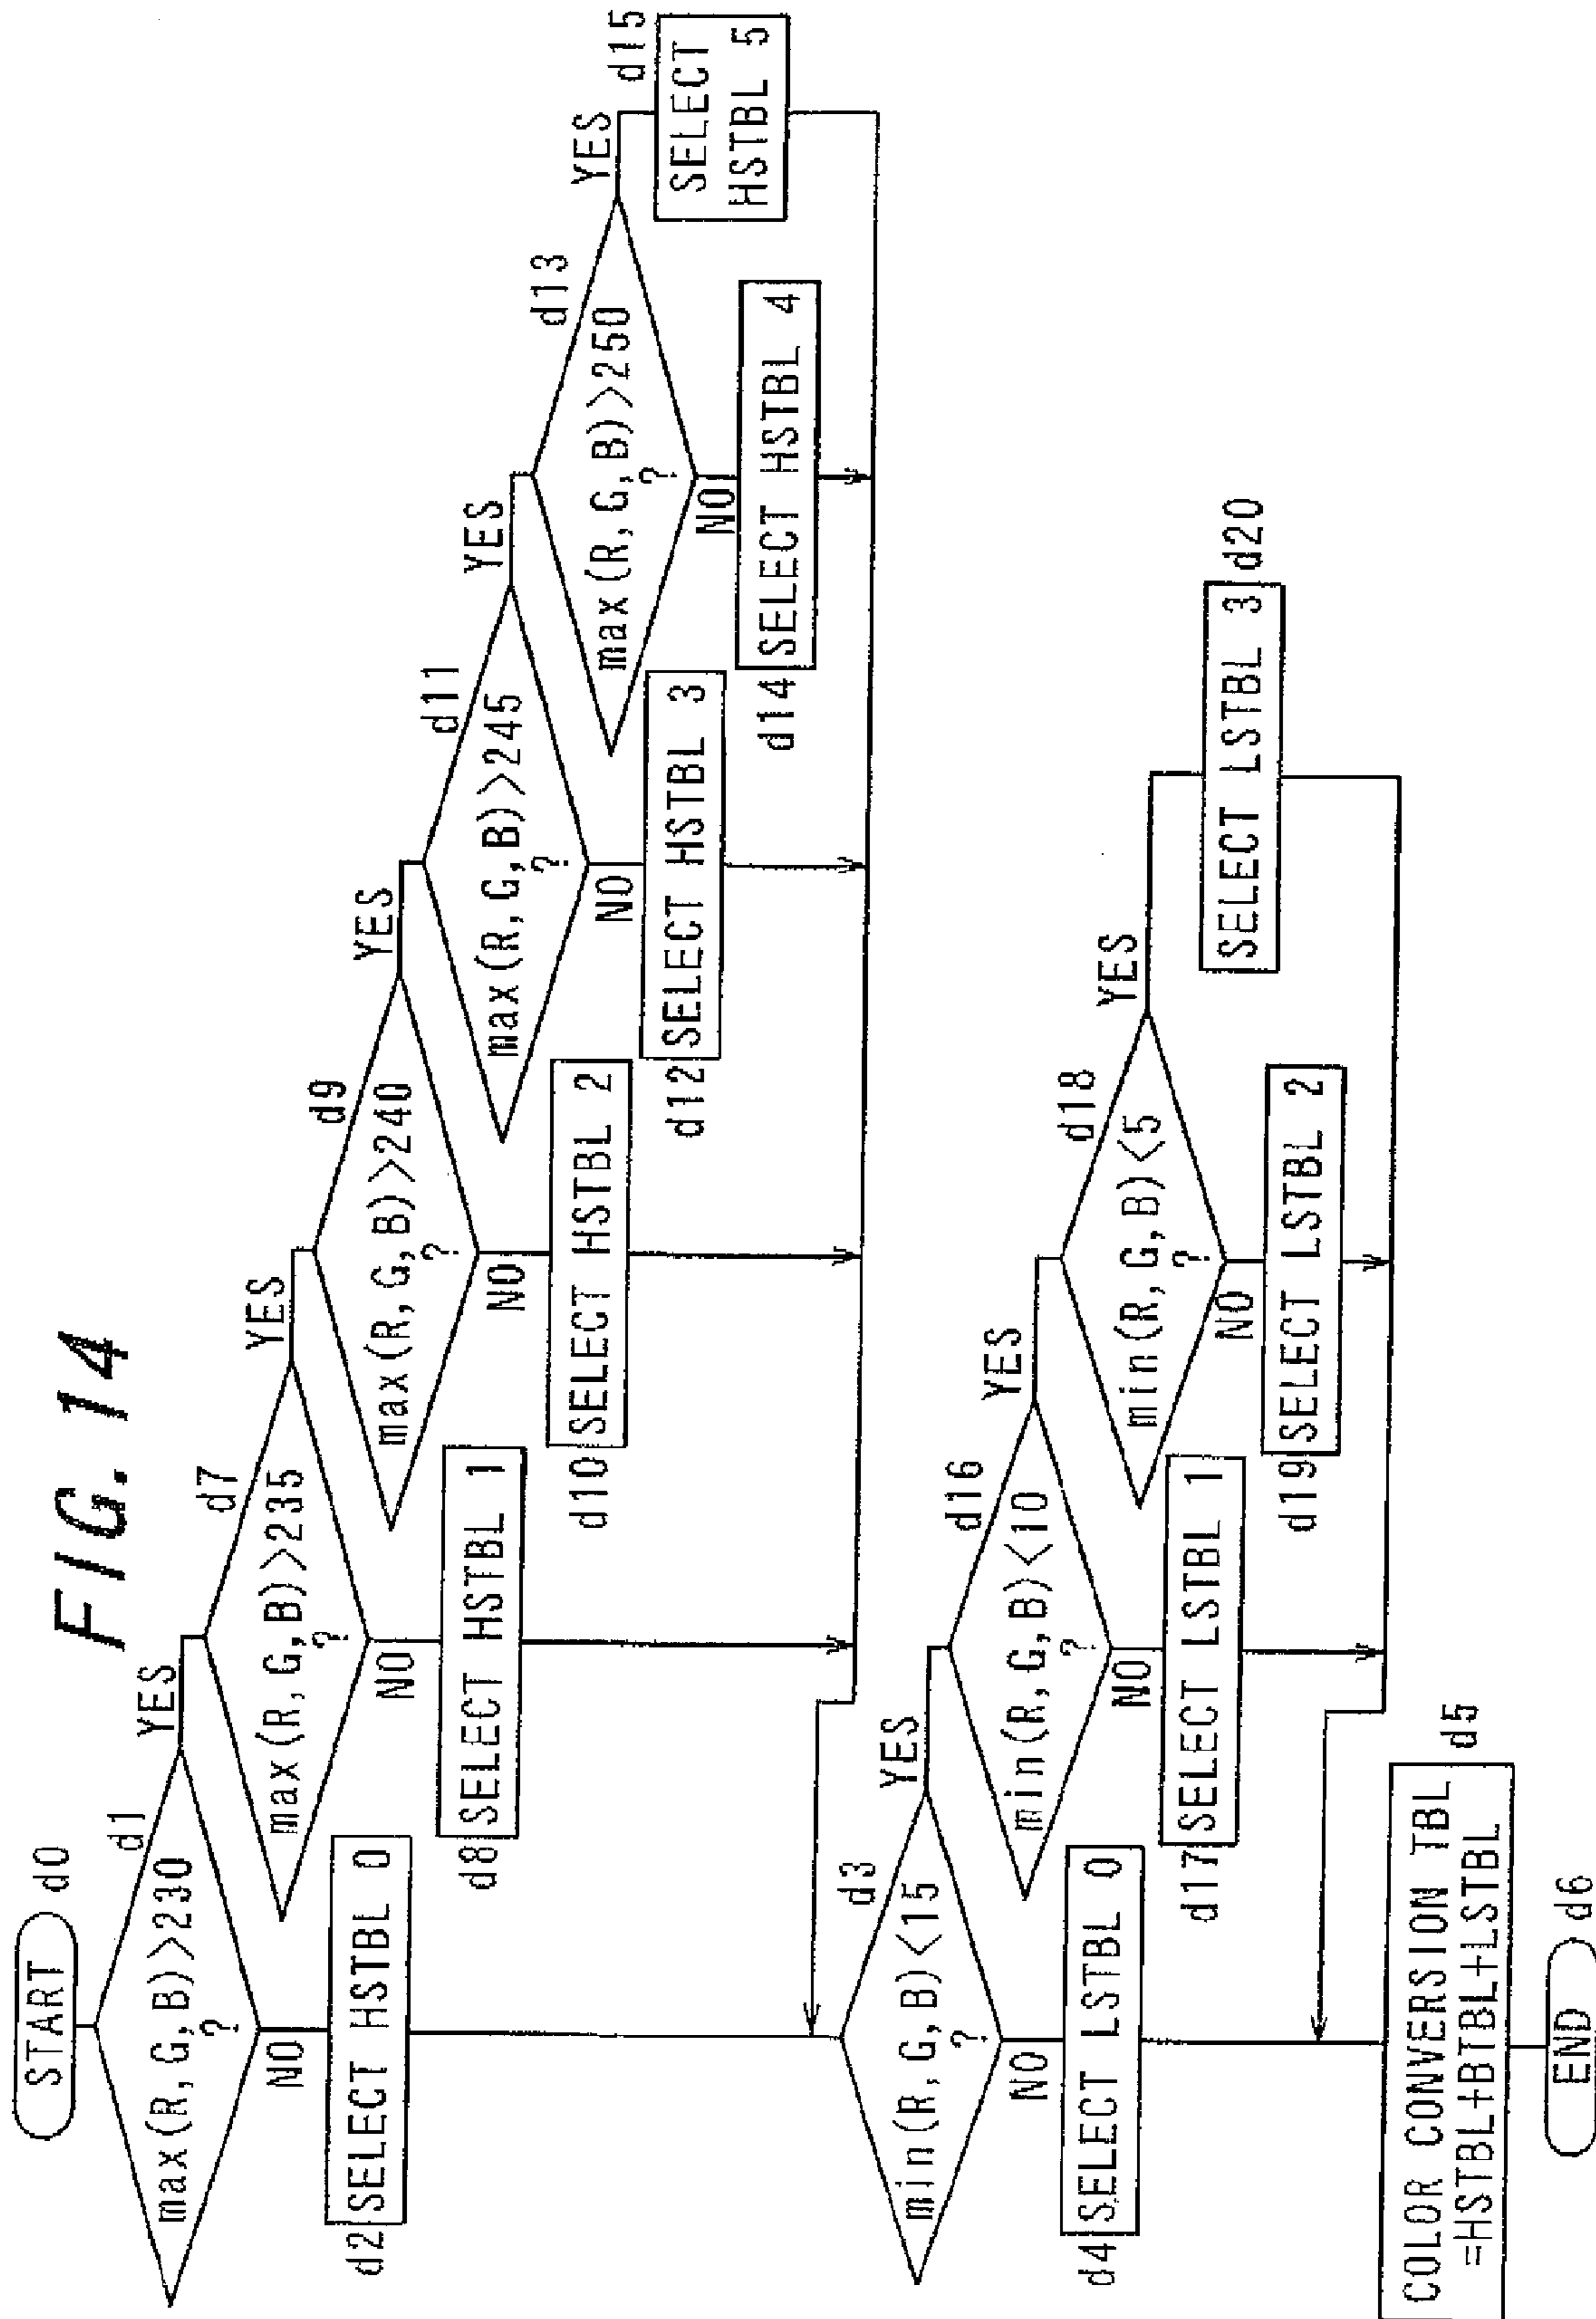 FIG. 14
START d0
d1
max(R,G,B)>230
?
YES
NO
d2 SELECT HSTBL 0
d7
max(R,G,B)>235
?
YES
NO
d8 SELECT HSTBL 1
d9
max(R,G,B)>240
?
YES
NO
d10 SELECT HSTBL 2
d11
max(R,G,B)>245
?
YES
NO
d12 SELECT HSTBL 3
d13
max(R,G,B)>250
?
YES
NO
d14 SELECT HSTBL 4
d15
SELECT
HSTBL 5
d3
min(R,G,B)<15
?
YES
NO
d4 SELECT LSTBL 0
d16
min(R,G,B)<10
?
YES
NO
d17 SELECT LSTBL 1
d18
min(R,G,B)<5
?
YES
NO
d19 SELECT LSTBL 2
SELECT LSTBL 3 d20
d5
COLOR CONVERSION TBL
=HSTBL+BTBL+LSTBL
END d6